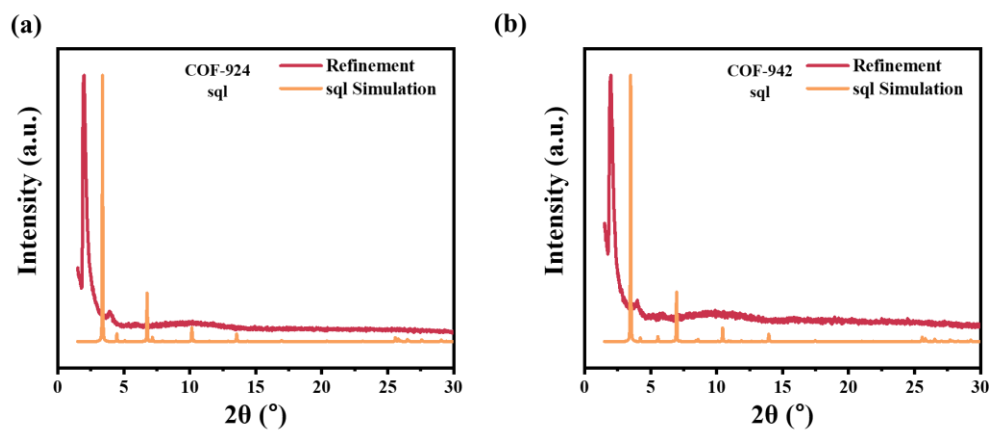 (a)
COF-924
sql
Refinement
sql Simulation
Intensity (a.u.)
0 5 10 15 20 25 30
2θ (°)
(b)
COF-942
sql
Refinement
sql Simulation
Intensity (a.u.)
0 5 10 15 20 25 30
2θ (°)